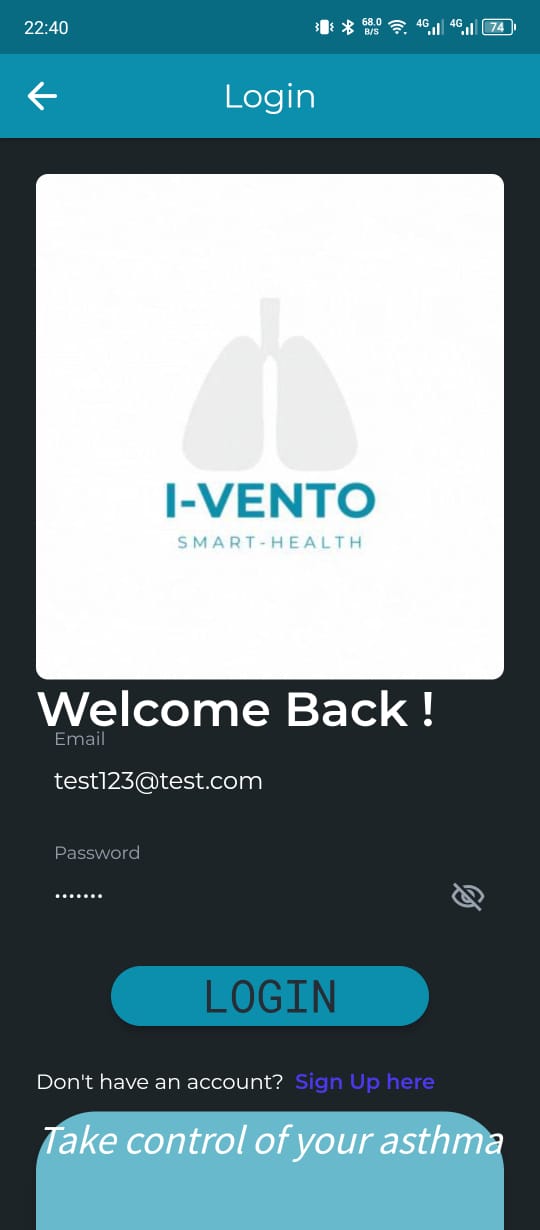 22:40 68.0 B/S 4G 4G 74
Login
I-VENTO
SMART-HEALTH
Welcome Back !
Email
test123@test.com
Password
•••••••
LOGIN
Don't have an account? Sign Up here
Take control of your asthma